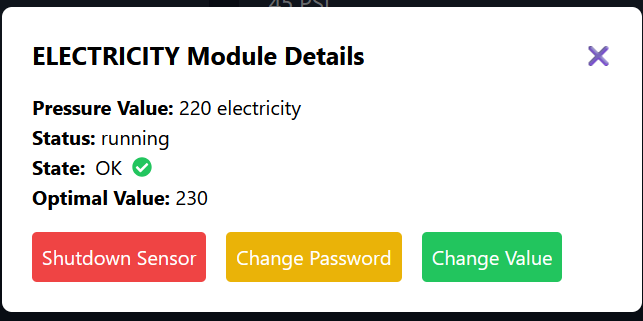 45 PSI
ELECTRICITY Module Details
Pressure Value: 220 electricity
Status: running
State: OK
Optimal Value: 230
Shutdown Sensor Change Password Change Value